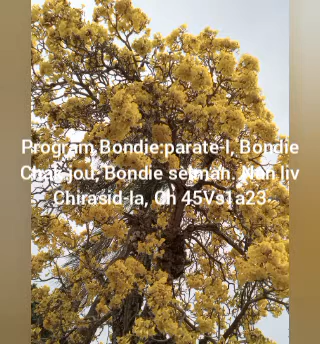 Program Bondie:parate-l, Bondie
Chak jou, Bondie selman. Nan liv
Chirasid-la, Ch 45Vs1a23